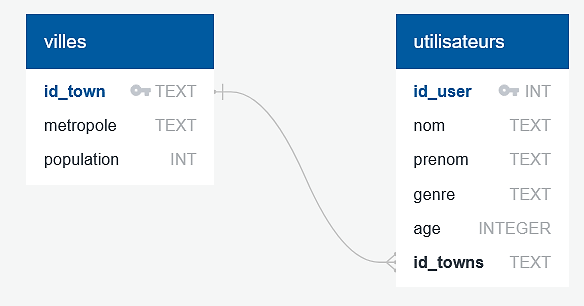 villes
id_town TEXT
metropole TEXT
population INT
utilisateurs
id_user INT
nom TEXT
prenom TEXT
genre TEXT
age INTEGER
id_towns TEXT